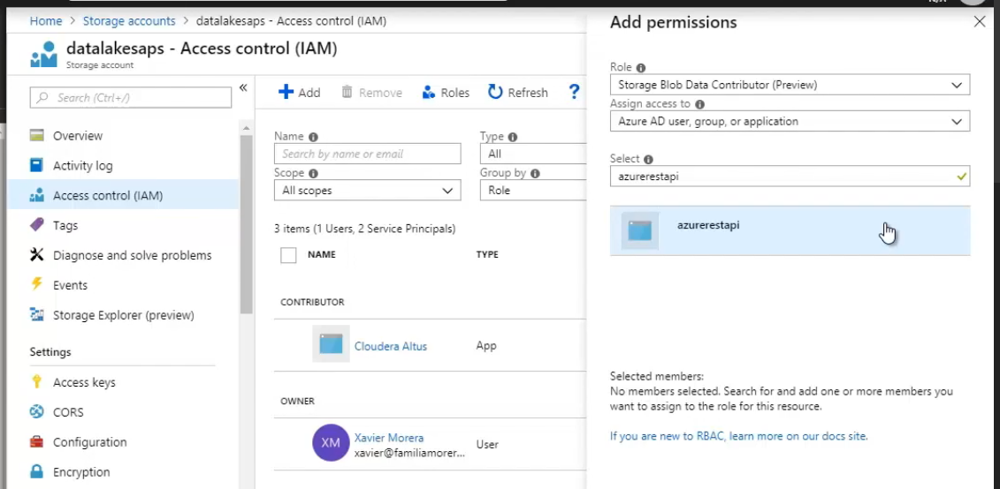 Home > Storage accounts > datalakesaps - Access control (IAM)
datalakesaps - Access control (IAM)
Storage account
Search (Ctrl+/)
Overview
Activity log
Access control (IAM)
Tags
Diagnose and solve problems
Events
Storage Explorer (preview)
Settings
Access keys
CORS
Configuration
Encryption
Add Remove Roles Refresh ?
Name Type
Search by name or email All
Scope Group by
All scopes Role
3 items (1 Users, 2 Service Principals)
NAME TYPE
CONTRIBUTOR
Cloudera Altus App
OWNER
XM Xavier Morera User
xavier@familiamorer...
Add permissions
Role
Storage Blob Data Contributor (Preview)
Assign access to
Azure AD user, group, or application
Select
azurerestapi
azurerestapi
Selected members:
No members selected. Search for and add one or more members you
want to assign to the role for this resource.
If you are new to RBAC, learn more on our docs site.